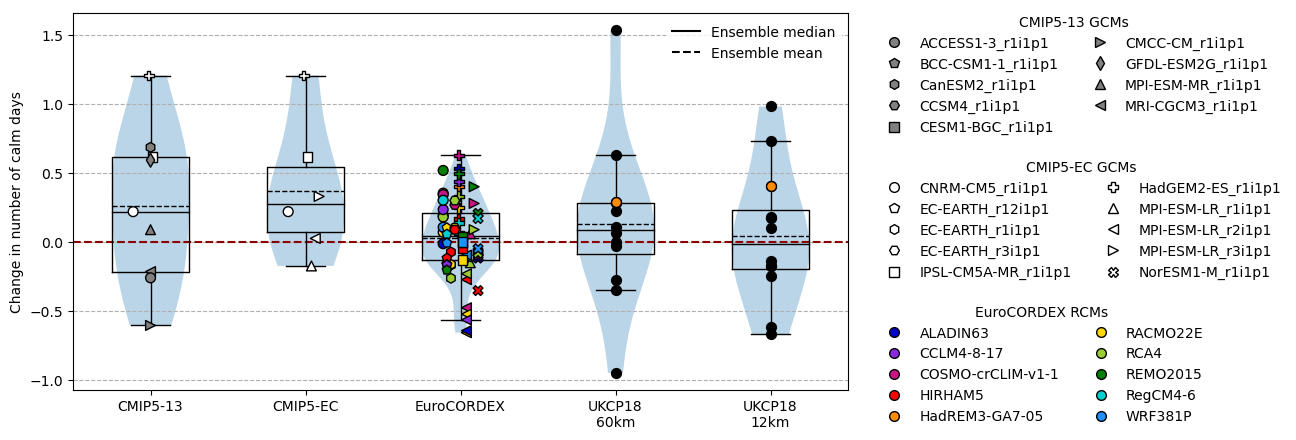 Change in number of calm days
1.5
1.0
0.5
0.0
−0.5
−1.0
Ensemble median
Ensemble mean
CMIP5-13
CMIP5-EC
EuroCORDEX
UKCP18
60km
UKCP18
12km
CMIP5-13 GCMs
ACCESS1-3_r1i1p1
BCC-CSM1-1_r1i1p1
CanESM2_r1i1p1
CCSM4_r1i1p1
CESM1-BGC_r1i1p1
CMCC-CM_r1i1p1
GFDL-ESM2G_r1i1p1
MPI-ESM-MR_r1i1p1
MRI-CGCM3_r1i1p1
CMIP5-EC GCMs
CNRM-CM5_r1i1p1
EC-EARTH_r12i1p1
EC-EARTH_r1i1p1
EC-EARTH_r3i1p1
IPSL-CM5A-MR_r1i1p1
HadGEM2-ES_r1i1p1
MPI-ESM-LR_r1i1p1
MPI-ESM-LR_r2i1p1
MPI-ESM-LR_r3i1p1
NorESM1-M_r1i1p1
EuroCORDEX RCMs
ALADIN63
CCLM4-8-17
COSMO-crCLIM-v1-1
HIRHAM5
HadREM3-GA7-05
RACMO22E
RCA4
REMO2015
RegCM4-6
WRF381P